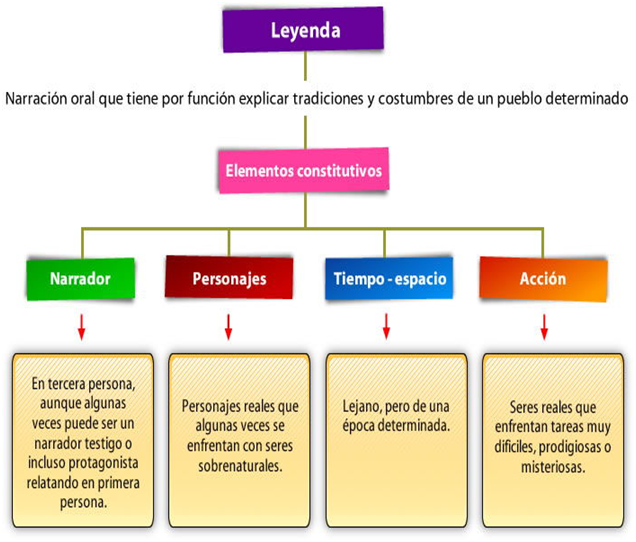 Leyenda
Narración oral que tiene por función explicar tradiciones y costumbres de un pueblo determinado
Elementos constitutivos
Narrador
Personajes
Tiempo - espacio
Acción
En tercera persona,
aunque algunas
veces puede ser un
narrador testigo o
incluso protagonista
relatando en primera
persona.
Personajes reales que
algunas veces se
enfrentan con seres
sobrenaturales.
Lejano, pero de una
época determinada.
Seres reales que
enfrentan tareas muy
difíciles, prodigiosas o
misteriosas.